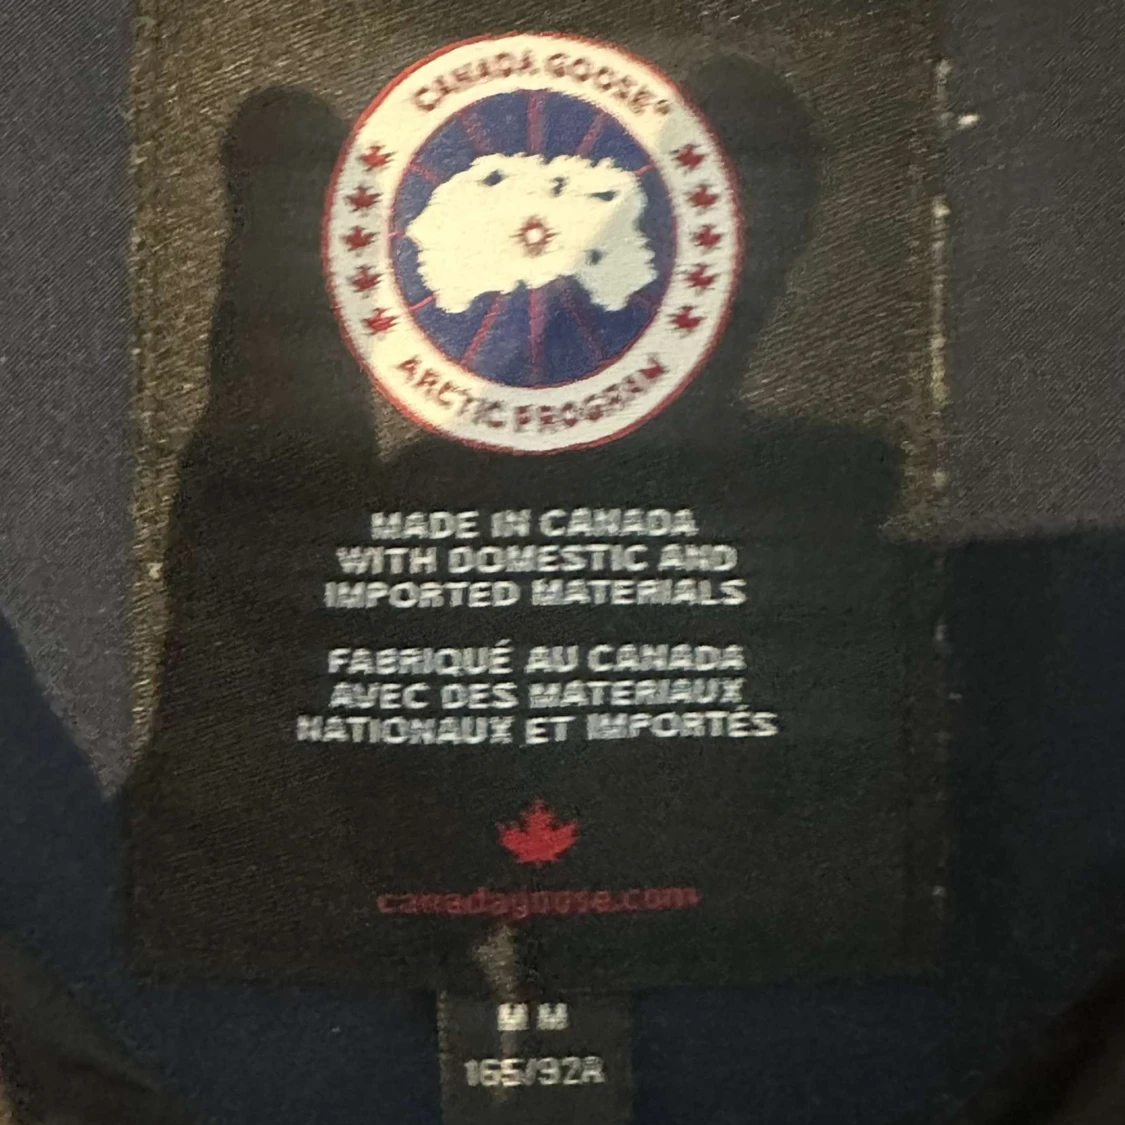 CANADA GOOSE®
ARCTIC PROGRAM
MADE IN CANADA
WITH DOMESTIC AND
IMPORTED MATERIALS
FABRIQUÉ AU CANADA
AVEC DES MATERIAUX
NATIONAUX ET IMPORTÉS
canadagoose.com
M M
165/92A